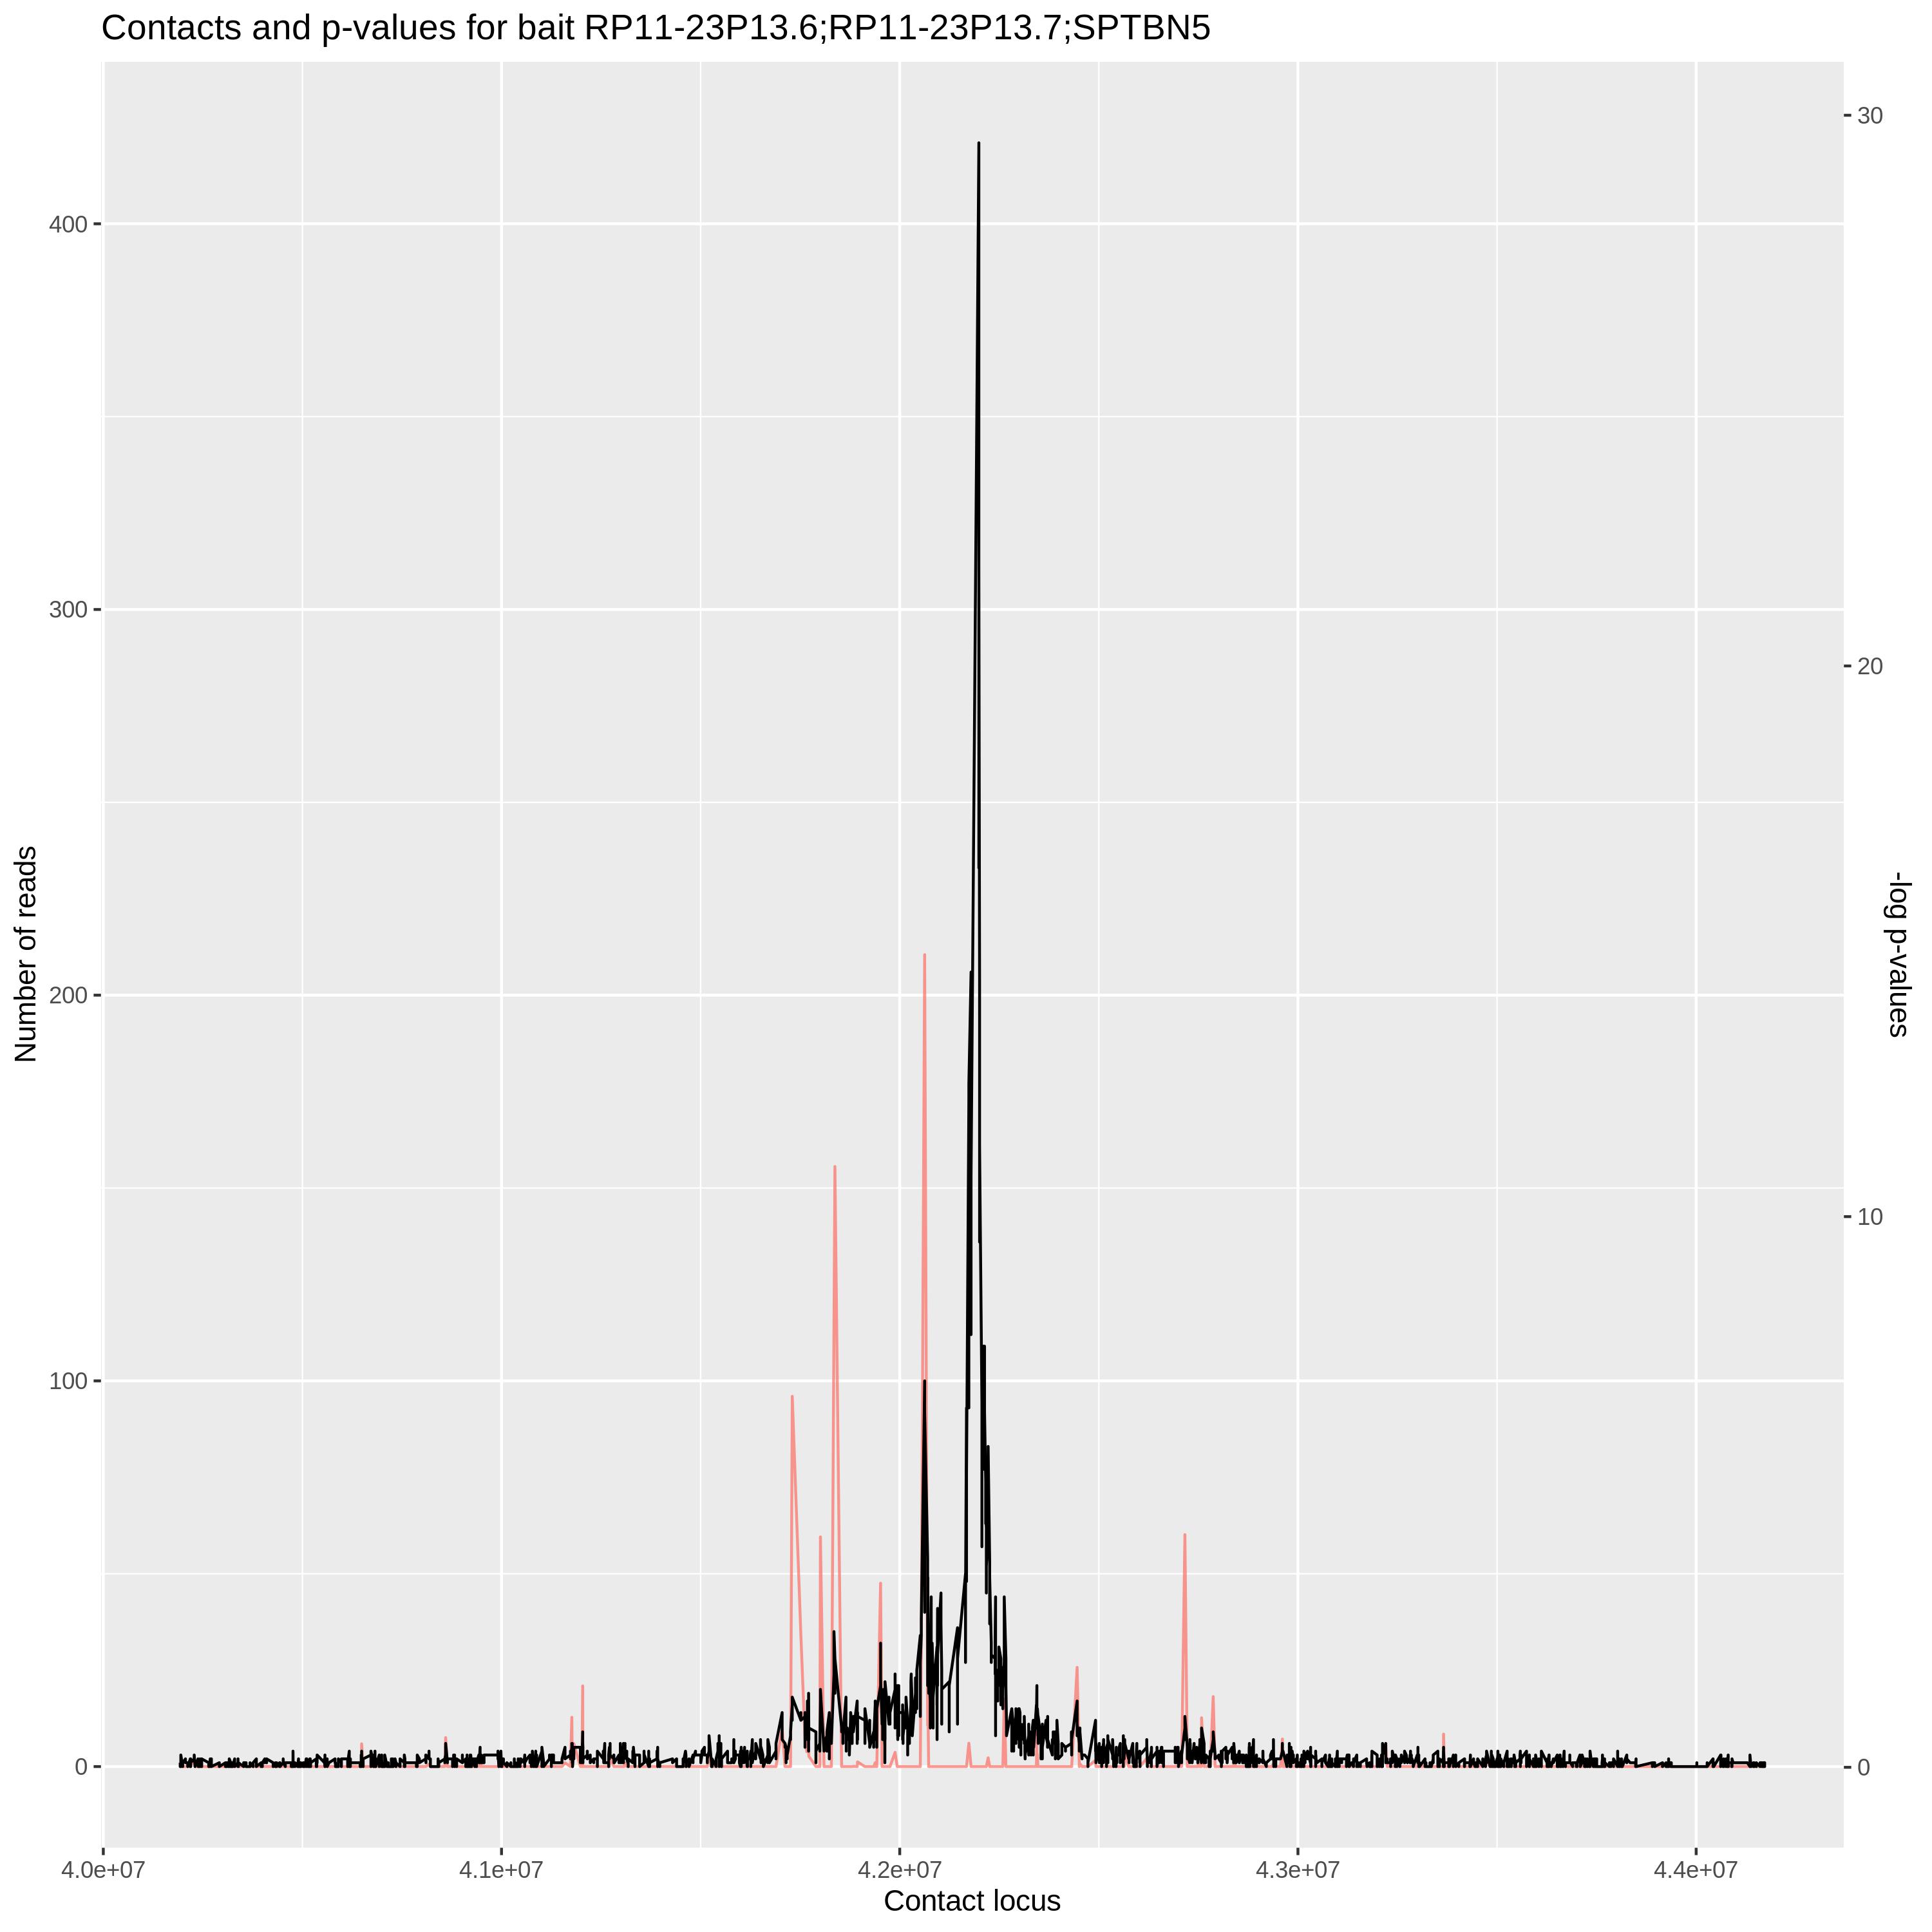 Contacts and p-values for bait RP11-23P13.6;RP11-23P13.7;SPTBN5
30
400
300
20
Number of reads
-log p-values
200
10
100
0
0
4.0e+07
4.1e+07
4.2e+07
4.3e+07
4.4e+07
Contact locus